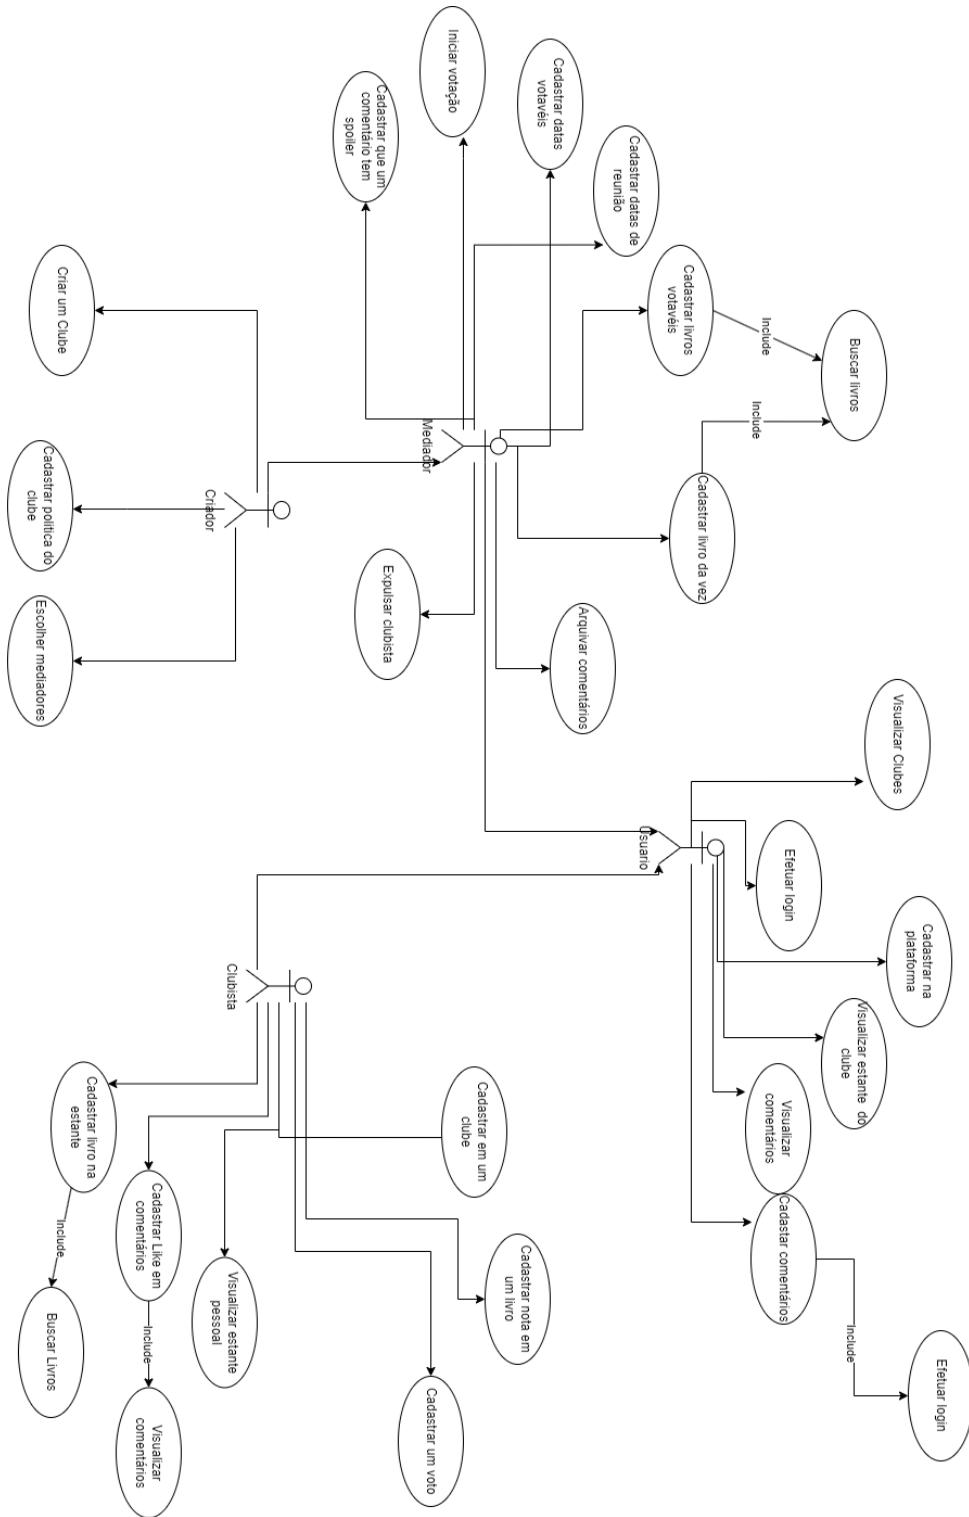 Efetuar login
Cadastrar na
plataforma
Visualizar Clubes
Buscar livros
Visualizar estante do
clube
Include
Efetuar login
Visualizar
comentários
Cadastar comentários
Include
Include
Cadastrar livro da vez
Cadastrar livros
votavéis
Usuario
Cadastrar datas de
reunião
Arquivar comentários
Cadastrar datas
votavéis
Cadastrar nota em
um livro
Cadastrar em um
clube
Iniciar votação
Cadastrar um voto
Mediador
Expulsar clubista
Cadastrar que um
comentário tem
spoiler
Clubista
Visualizar estante
pessoal
Criador
Cadastrar Like em
comentários
Include
Visualizar
comentários
Cadastrar livro na
estante
Criar um Clube
Include
Buscar Livros
Cadastrar política do
clube
Escolher mediadores